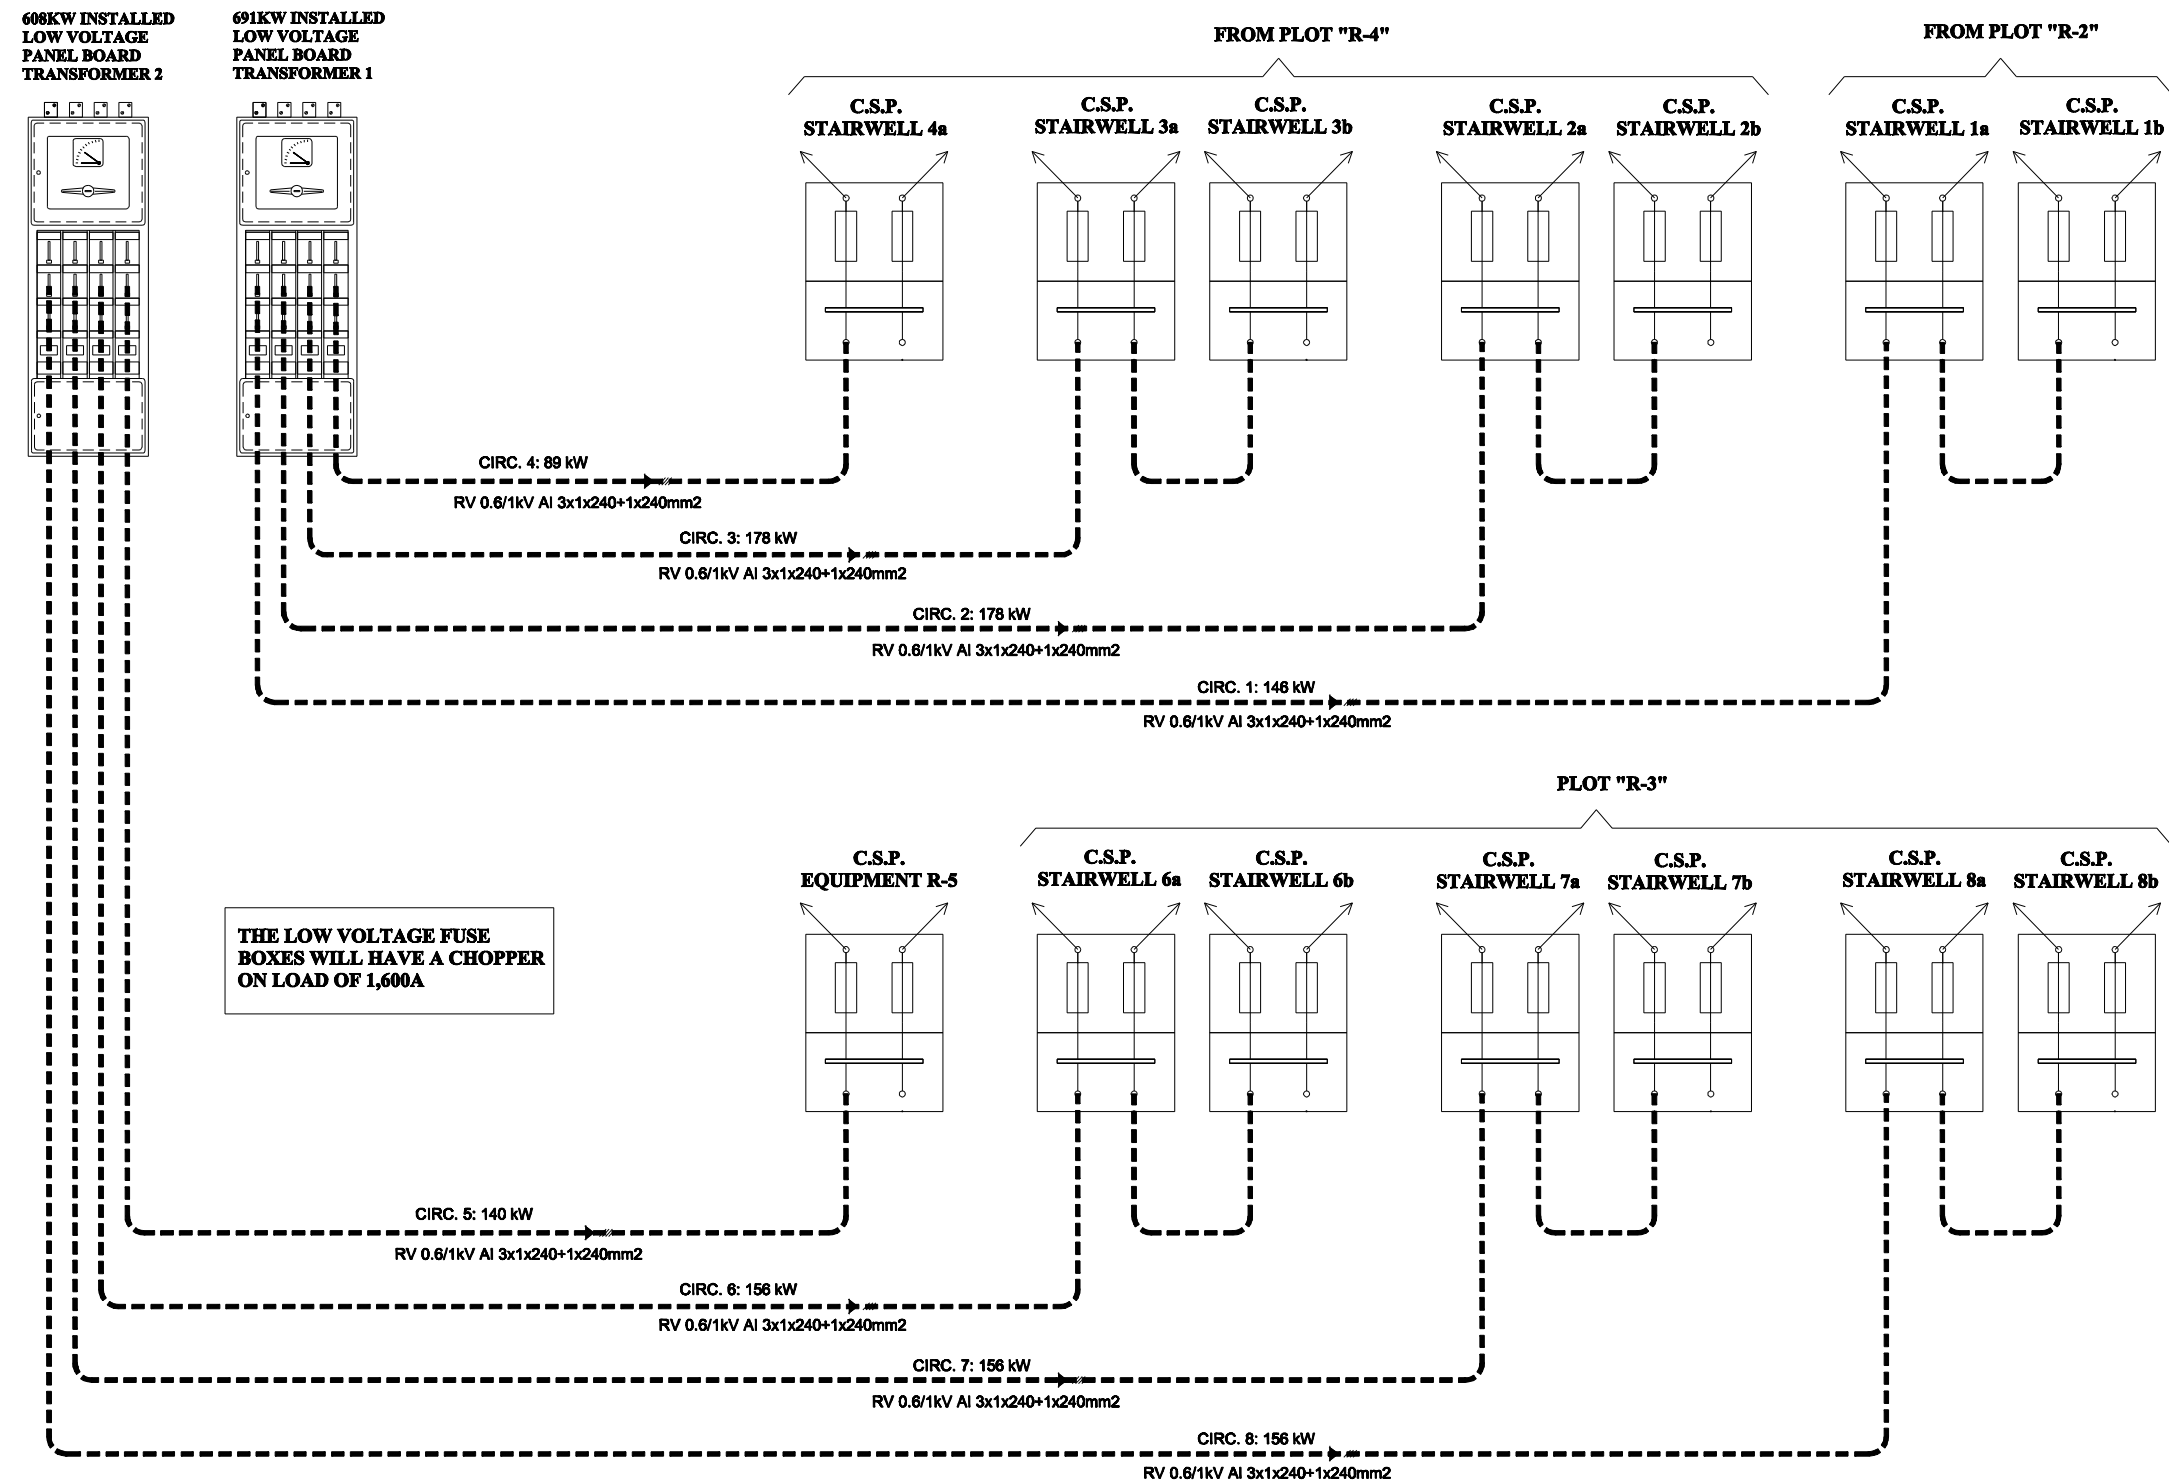 608KW INSTALLED
LOW VOLTAGE
PANEL BOARD
TRANSFORMER 2
691KW INSTALLED
LOW VOLTAGE
PANEL BOARD
TRANSFORMER 1
FROM PLOT "R-4"
FROM PLOT "R-2"
C.S.P.
STAIRWELL 4a
C.S.P.
STAIRWELL 3a
C.S.P.
STAIRWELL 3b
C.S.P.
STAIRWELL 2a
C.S.P.
STAIRWELL 2b
C.S.P.
STAIRWELL 1a
C.S.P.
STAIRWELL 1b
CIRC. 4: 89 kW
RV 0.6/1kV Al 3x1x240+1x240mm2
CIRC. 3: 178 kW
RV 0.6/1kV Al 3x1x240+1x240mm2
CIRC. 2: 178 kW
RV 0.6/1kV Al 3x1x240+1x240mm2
CIRC. 1: 146 kW
RV 0.6/1kV Al 3x1x240+1x240mm2
PLOT "R-3"
C.S.P.
EQUIPMENT R-5
C.S.P.
STAIRWELL 6a
C.S.P.
STAIRWELL 6b
C.S.P.
STAIRWELL 7a
C.S.P.
STAIRWELL 7b
C.S.P.
STAIRWELL 8a
C.S.P.
STAIRWELL 8b
THE LOW VOLTAGE FUSE
BOXES WILL HAVE A CHOPPER
ON LOAD OF 1,600A
CIRC. 5: 140 kW
RV 0.6/1kV Al 3x1x240+1x240mm2
CIRC. 6: 156 kW
RV 0.6/1kV Al 3x1x240+1x240mm2
CIRC. 7: 156 kW
RV 0.6/1kV Al 3x1x240+1x240mm2
CIRC. 8: 156 kW
RV 0.6/1kV Al 3x1x240+1x240mm2